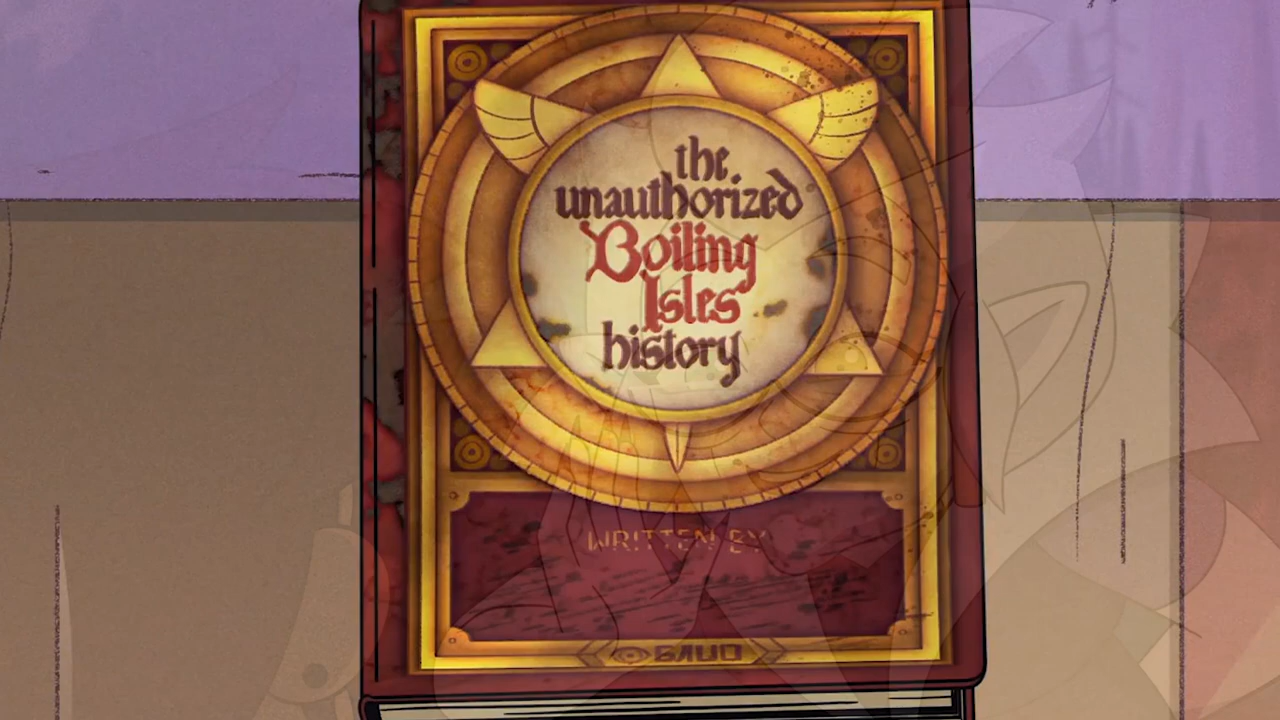 the
unauthorized
Boiling
Isles
history
WRITTEN BY